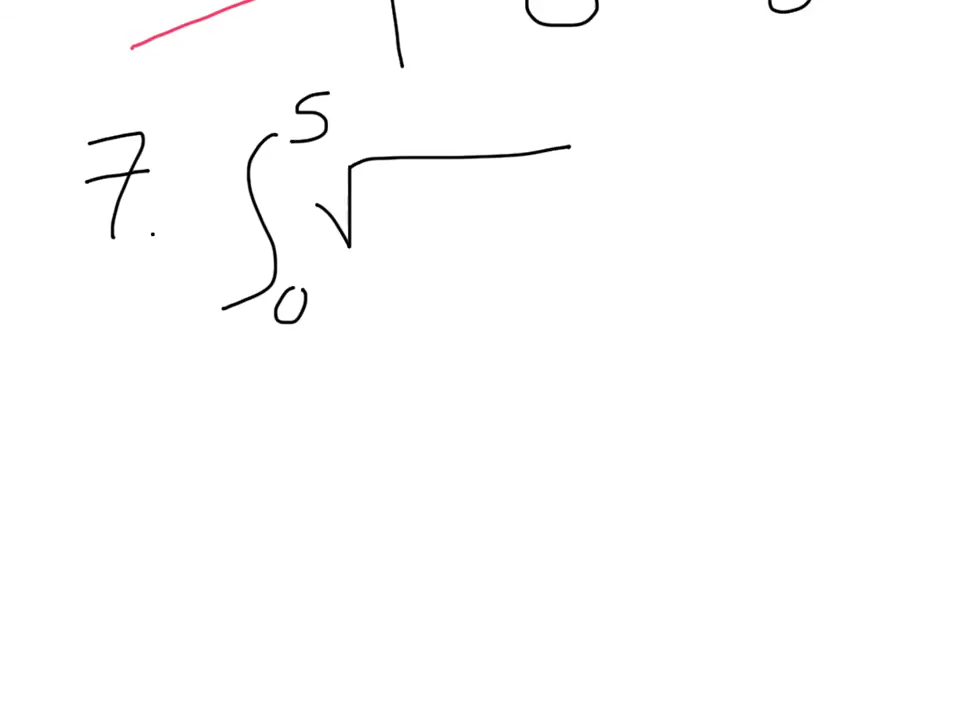 7. ∫₀⁵ √